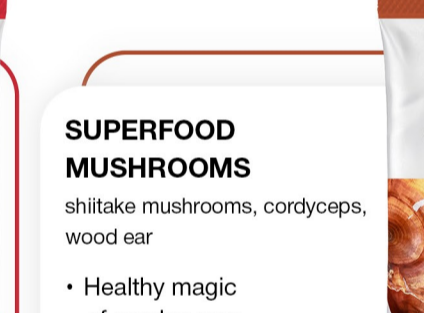 SUPERFOOD
MUSHROOMS
shiitake mushrooms, cordyceps,
wood ear
• Healthy magic